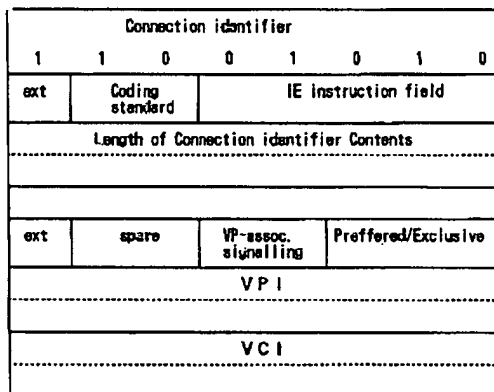 Connection identifier
1 1 0 0 1 0 1 0
ext Coding standard IE instruction field
Length of Connection identifier Contents
ext spare VP-assoc. signalling Preffered/Exclusive
VPI
VCI